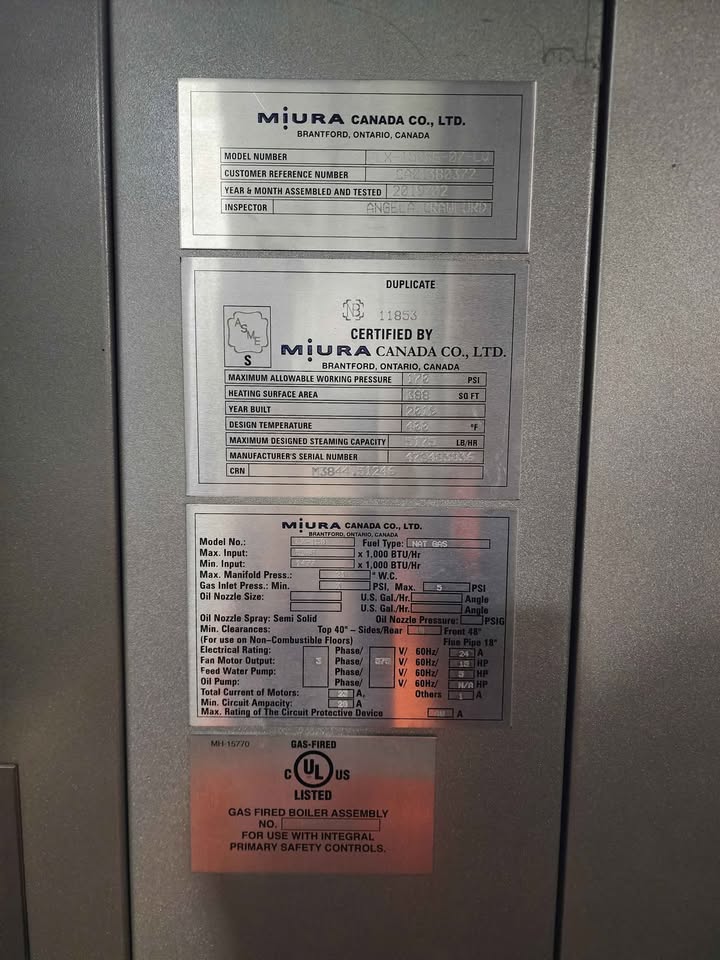 MIURA CANADA CO., LTD.
BRANTFORD, ONTARIO, CANADA
MODEL NUMBER
CUSTOMER REFERENCE NUMBER
YEAR & MONTH ASSEMBLED AND TESTED
INSPECTOR ANGELA
DUPLICATE
NB 11853
ASME
S
CERTIFIED BY
MIURA CANADA CO., LTD.
BRANTFORD, ONTARIO, CANADA
MAXIMUM ALLOWABLE WORKING PRESSURE PSI
HEATING SURFACE AREA 388 SQ FT
YEAR BUILT
DESIGN TEMPERATURE °F
MAXIMUM DESIGNED STEAMING CAPACITY LB/HR
MANUFACTURER'S SERIAL NUMBER
CRN
MIURA CANADA CO., LTD.
BRANTFORD, ONTARIO, CANADA
Model No.: Fuel Type: NAT GAS
Max. Input: x 1,000 BTU/Hr
Min. Input: x 1,000 BTU/Hr
Max. Manifold Press.: " W.C.
Gas Inlet Press.: Min. PSI, Max. 5 PSI
Oil Nozzle Size: U.S. Gal./Hr. Angle
U.S. Gal./Hr. Angle
Oil Nozzle Spray: Semi Solid Oil Nozzle Pressure: PSIG
Min. Clearances: Top 40" – Sides/Rear Front 48"
(For use on Non-Combustible Floors) Flue Pipe 18"
Electrical Rating: Phase/ V/ 60Hz/ 24 A
Fan Motor Output: 3 Phase/ 575 V/ 60Hz/ HP
Feed Water Pump: Phase/ V/ 60Hz/ 3 HP
Oil Pump: Phase/ V/ 60Hz/ N/A HP
Total Current of Motors: A, Others 1 A
Min. Circuit Ampacity: A
Max. Rating of The Circuit Protective Device A
MH-15770 GAS-FIRED
C UL US
LISTED
GAS FIRED BOILER ASSEMBLY
NO.
FOR USE WITH INTEGRAL
PRIMARY SAFETY CONTROLS.